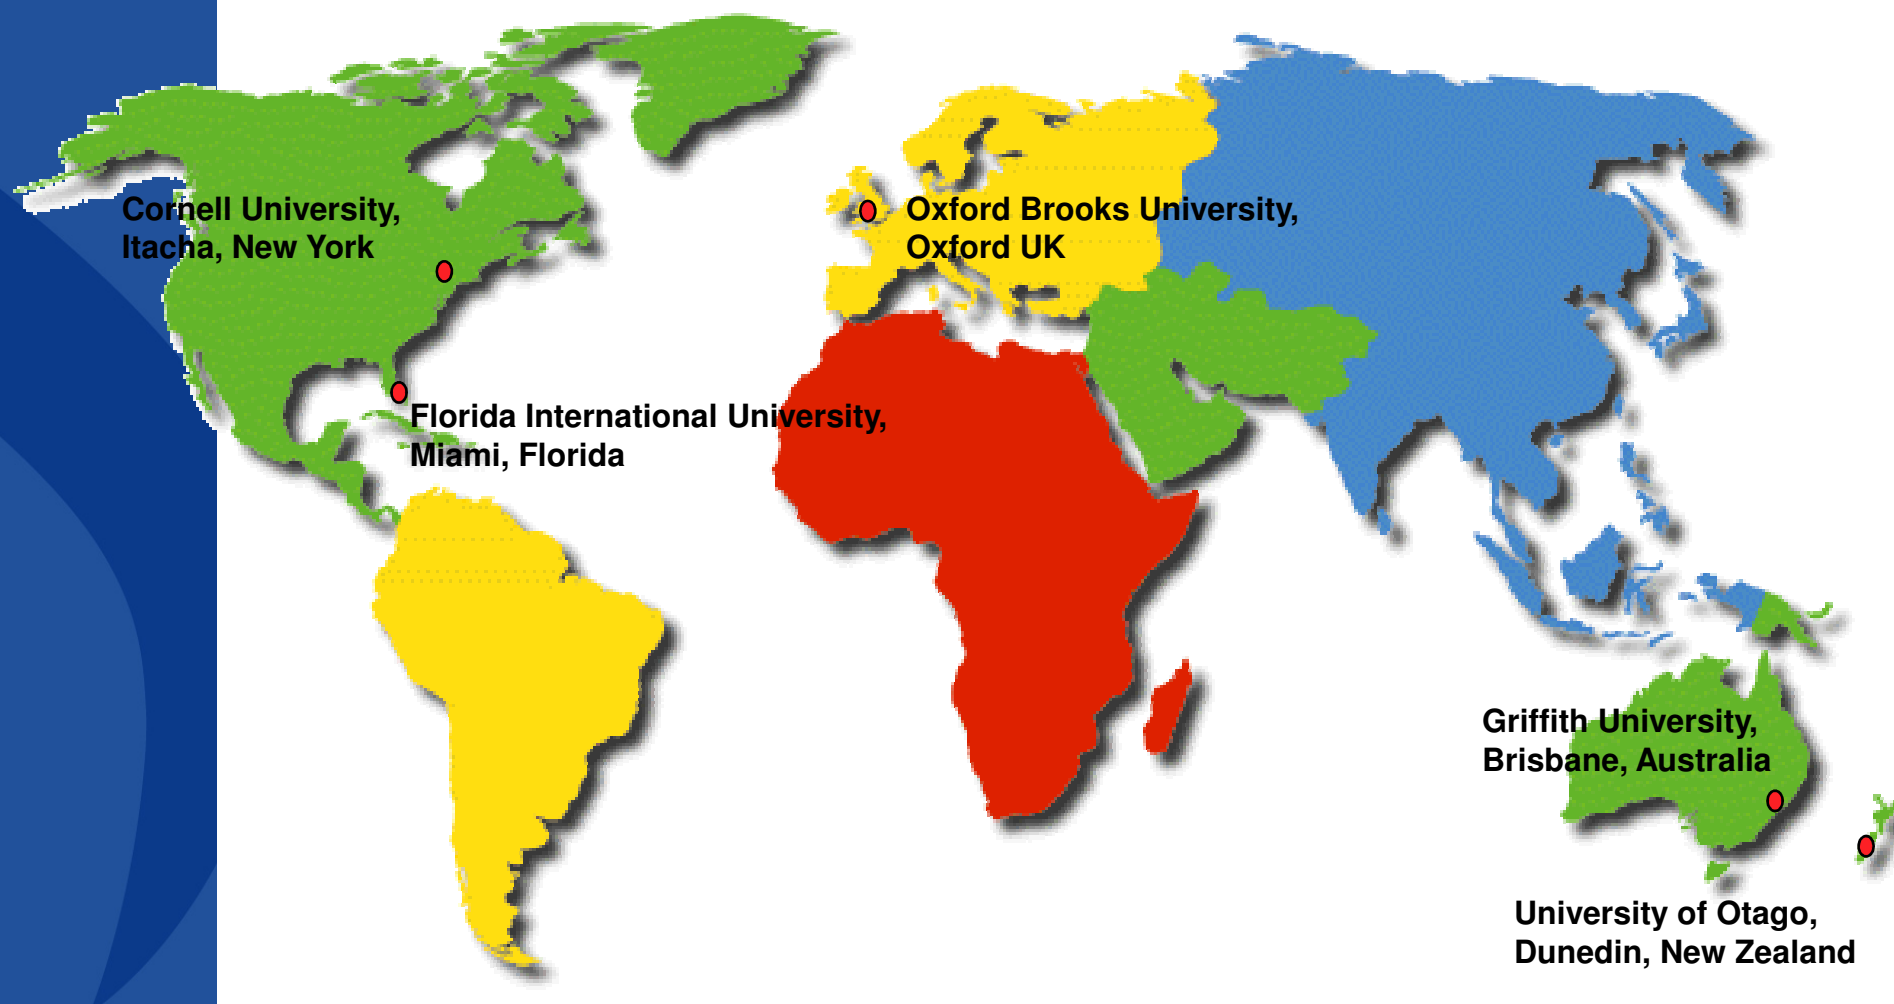 Cornell University,
Itacha, New York
Oxford Brooks University,
Oxford UK
Florida International University,
Miami, Florida
Griffith University,
Brisbane, Australia
University of Otago,
Dunedin, New Zealand